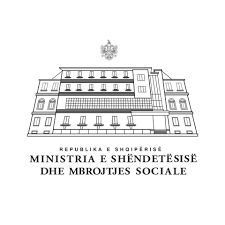 REPUBLIKA E SHQIPËRISË
MINISTRIA E SHËNDETËSISË
DHE MBROJTJES SOCIALE